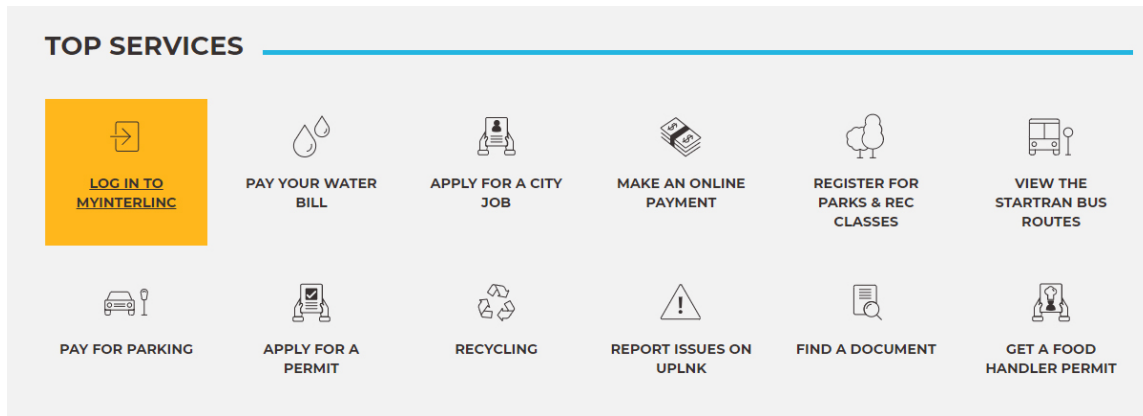 TOP SERVICES
LOG IN TO
MYINTERLINC
PAY YOUR WATER
BILL
APPLY FOR A CITY
JOB
MAKE AN ONLINE
PAYMENT
REGISTER FOR
PARKS & REC
CLASSES
VIEW THE
STARTRAN BUS
ROUTES
PAY FOR PARKING
APPLY FOR A
PERMIT
RECYCLING
REPORT ISSUES ON
UPLNK
FIND A DOCUMENT
GET A FOOD
HANDLER PERMIT